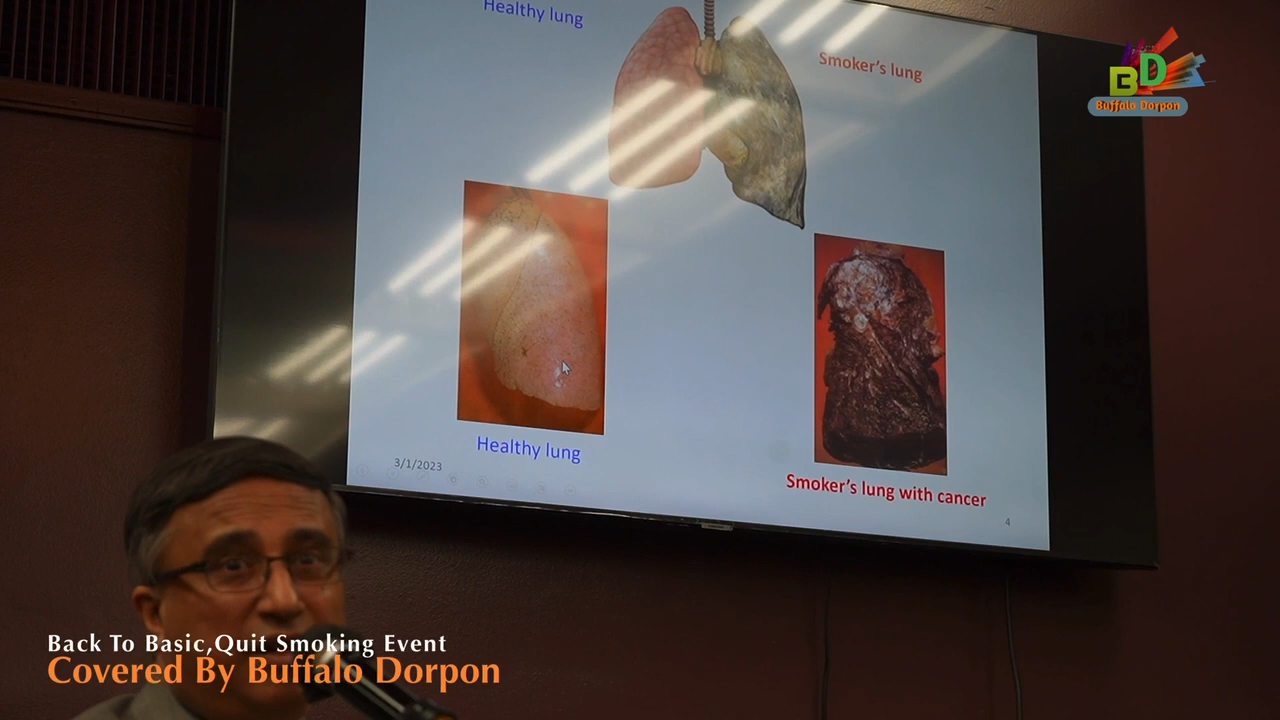 Healthy lung
Smoker's lung
BD
Buffalo Dorpon
Healthy lung
3/1/2023
Smoker's lung with cancer
4
Back To Basic,Quit Smoking Event
Covered By Buffalo Dorpon